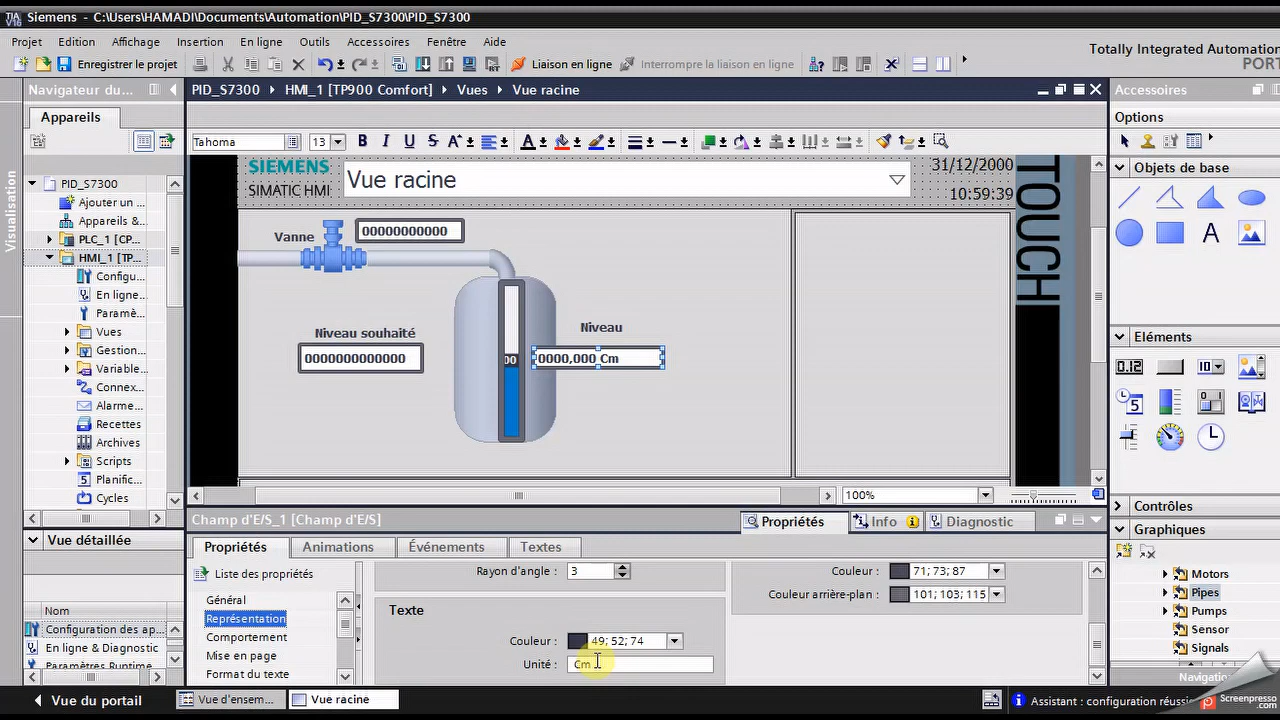 Siemens - C:\Users\HAMADI\Documents\Automation\PID_S7300\PID_S7300
TIA V16
Projet Edition Affichage Insertion En ligne Outils Accessoires Fenêtre Aide
Totally Integrated Automation
PORT
Enregistrer le projet Liaison en ligne Interrompre la liaison en ligne
Navigateur du...
PID_S7300 HMI_1 [TP900 Comfort] Vues Vue racine
Accessoires
Appareils
Options
Tahoma 13 B I U S A A
Objets de base
A
Visualisation
PID_S7300
Ajouter un ...
Appareils &...
PLC_1 [CP...
HMI_1 [TP...
Configu...
En ligne...
Paramè...
Vues
Gestion...
Variable...
Connex...
Alarme...
Recettes
Archives
Scripts
Planific...
Cycles
SIEMENS
SIMATIC HMI
Vue racine
31/12/2000
10:59:39
TOUCH
Vanne
00000000000
Niveau souhaité
0000000000000
00
Niveau
0000,000 Cm
100%
Eléments
0.12
10
5
Contrôles
Graphiques
Motors
Pipes
Pumps
Sensor
Signals
Navigatio
Vue détaillée
Nom
Configuration des ap...
En ligne & Diagnostic
Paramètres Runtime
Champ d'E/S_1 [Champ d'E/S]
Propriétés Info Diagnostic
Propriétés Animations Événements Textes
Liste des propriétés
Général
Représentation
Comportement
Mise en page
Format du texte
Rayon d'angle : 3
Texte
Couleur : 49; 52; 74
Unité : Cm
Couleur : 71; 73; 87
Couleur arrière-plan : 101; 103; 115
Vue du portail
Vue d'ensem...
Vue racine
Assistant : configuration réussi
Screenpresso
.com